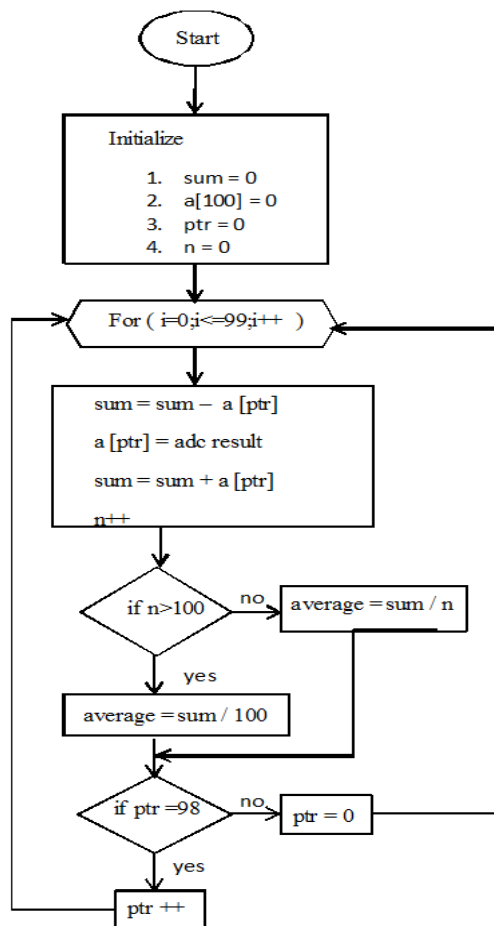 Start
Initialize
1. sum = 0
2. a[100] = 0
3. ptr = 0
4. n = 0
For ( i=0;i<=99;i++ )
sum = sum – a [ptr]
a [ptr] = adc result
sum = sum + a [ptr]
n++
if n>100
no
average = sum / n
yes
average = sum / 100
if ptr =98
no
ptr = 0
yes
ptr ++